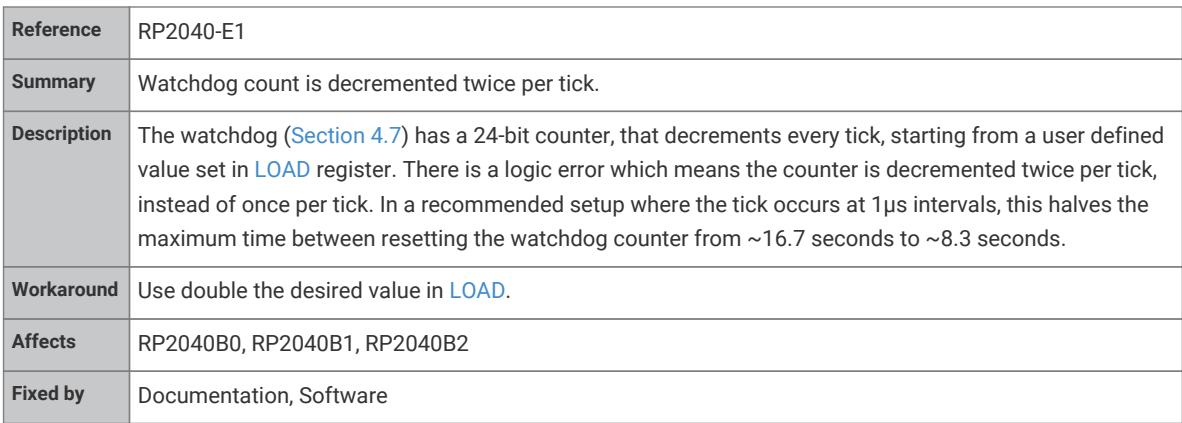 Reference RP2040-E1
Summary Watchdog count is decremented twice per tick.
Description The watchdog (Section 4.7) has a 24-bit counter, that decrements every tick, starting from a user defined
value set in LOAD register. There is a logic error which means the counter is decremented twice per tick,
instead of once per tick. In a recommended setup where the tick occurs at 1μs intervals, this halves the
maximum time between resetting the watchdog counter from ~16.7 seconds to ~8.3 seconds.
Workaround Use double the desired value in LOAD.
Affects RP2040B0, RP2040B1, RP2040B2
Fixed by Documentation, Software